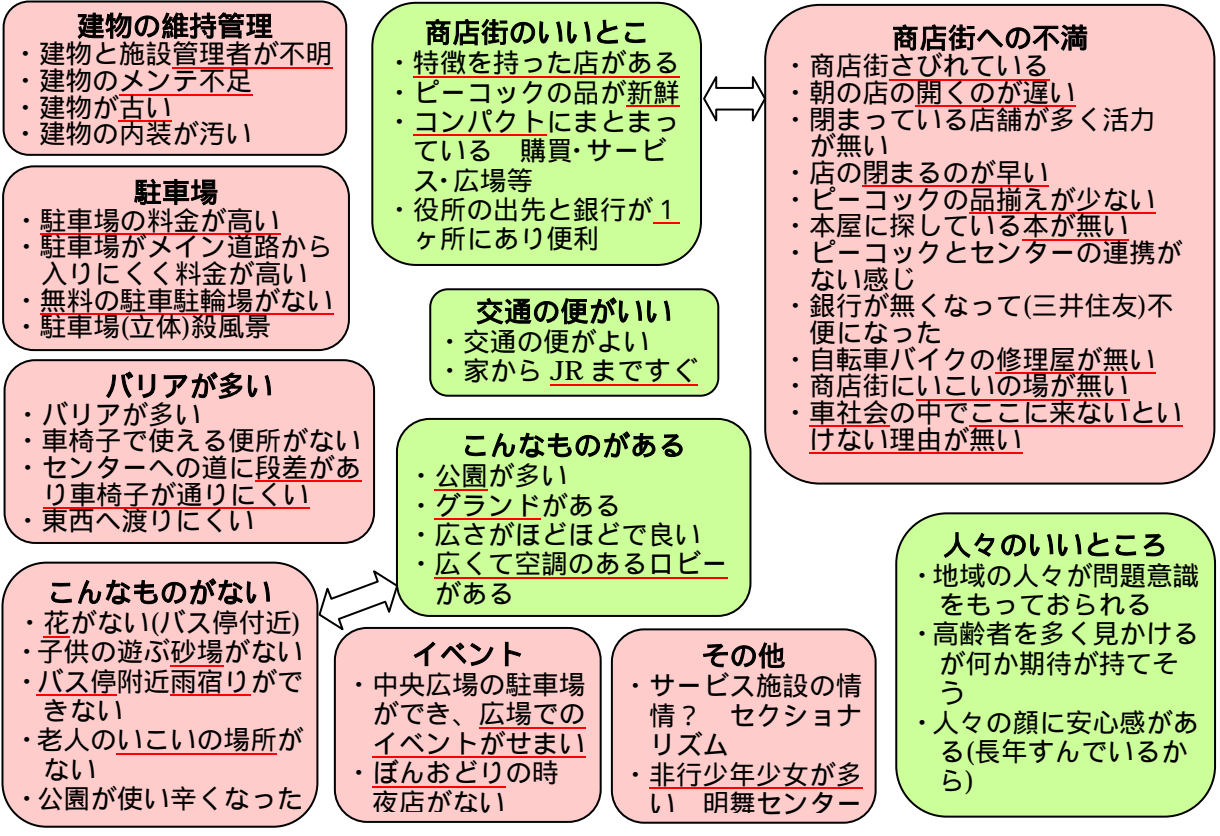 建物の維持管理
・建物と施設管理者が不明
・建物のメンテ不足
・建物が古い
・建物の内装が汚い
駐車場
・駐車場の料金が高い
・駐車場がメイン道路から
入りにくく料金が高い
・無料の駐車駐輪場がない
・駐車場(立体)殺風景
バリアが多い
・バリアが多い
・車椅子で使える便所がない
・センターへの道に段差があ
り車椅子が通りにくい
・東西へ渡りにくい
こんなものがない
・花がない(バス停付近)
・子供の遊ぶ砂場がない
・バス停附近雨宿りがで
きない
・老人のいこいの場所が
ない
・公園が使い辛くなった
商店街のいいとこ
・特徴を持った店がある
・ピーコックの品が新鮮
・コンパクトにまとまっ
ている　購買・サービ
ス・広場等
・役所の出先と銀行が１
ヶ所にあり便利
交通の便がいい
・交通の便がよい
・家から JR まですぐ
こんなものがある
・公園が多い
・グランドがある
・広さがほどほどで良い
・広くて空調のあるロビー
がある
イベント
・中央広場の駐車場
ができ、広場での
イベントがせまい
・ぼんおどりの時
夜店がない
その他
・サービス施設の情
情？　セクショナ
リズム
・非行少年少女が多
い　明舞センター
商店街への不満
・商店街さびれている
・朝の店の開くのが遅い
・閉まっている店舗が多く活力
が無い
・店の閉まるのが早い
・ピーコックの品揃えが少ない
・本屋に探している本が無い
・ピーコックとセンターの連携が
ない感じ
・銀行が無くなって(三井住友)不
便になった
・自転車バイクの修理屋が無い
・商店街にいこいの場が無い
・車社会の中でここに来ないとい
けない理由が無い
人々のいいところ
・地域の人々が問題意識
をもっておられる
・高齢者を多く見かける
が何か期待が持てそ
う
・人々の顔に安心感があ
る(長年すんでいるか
ら)